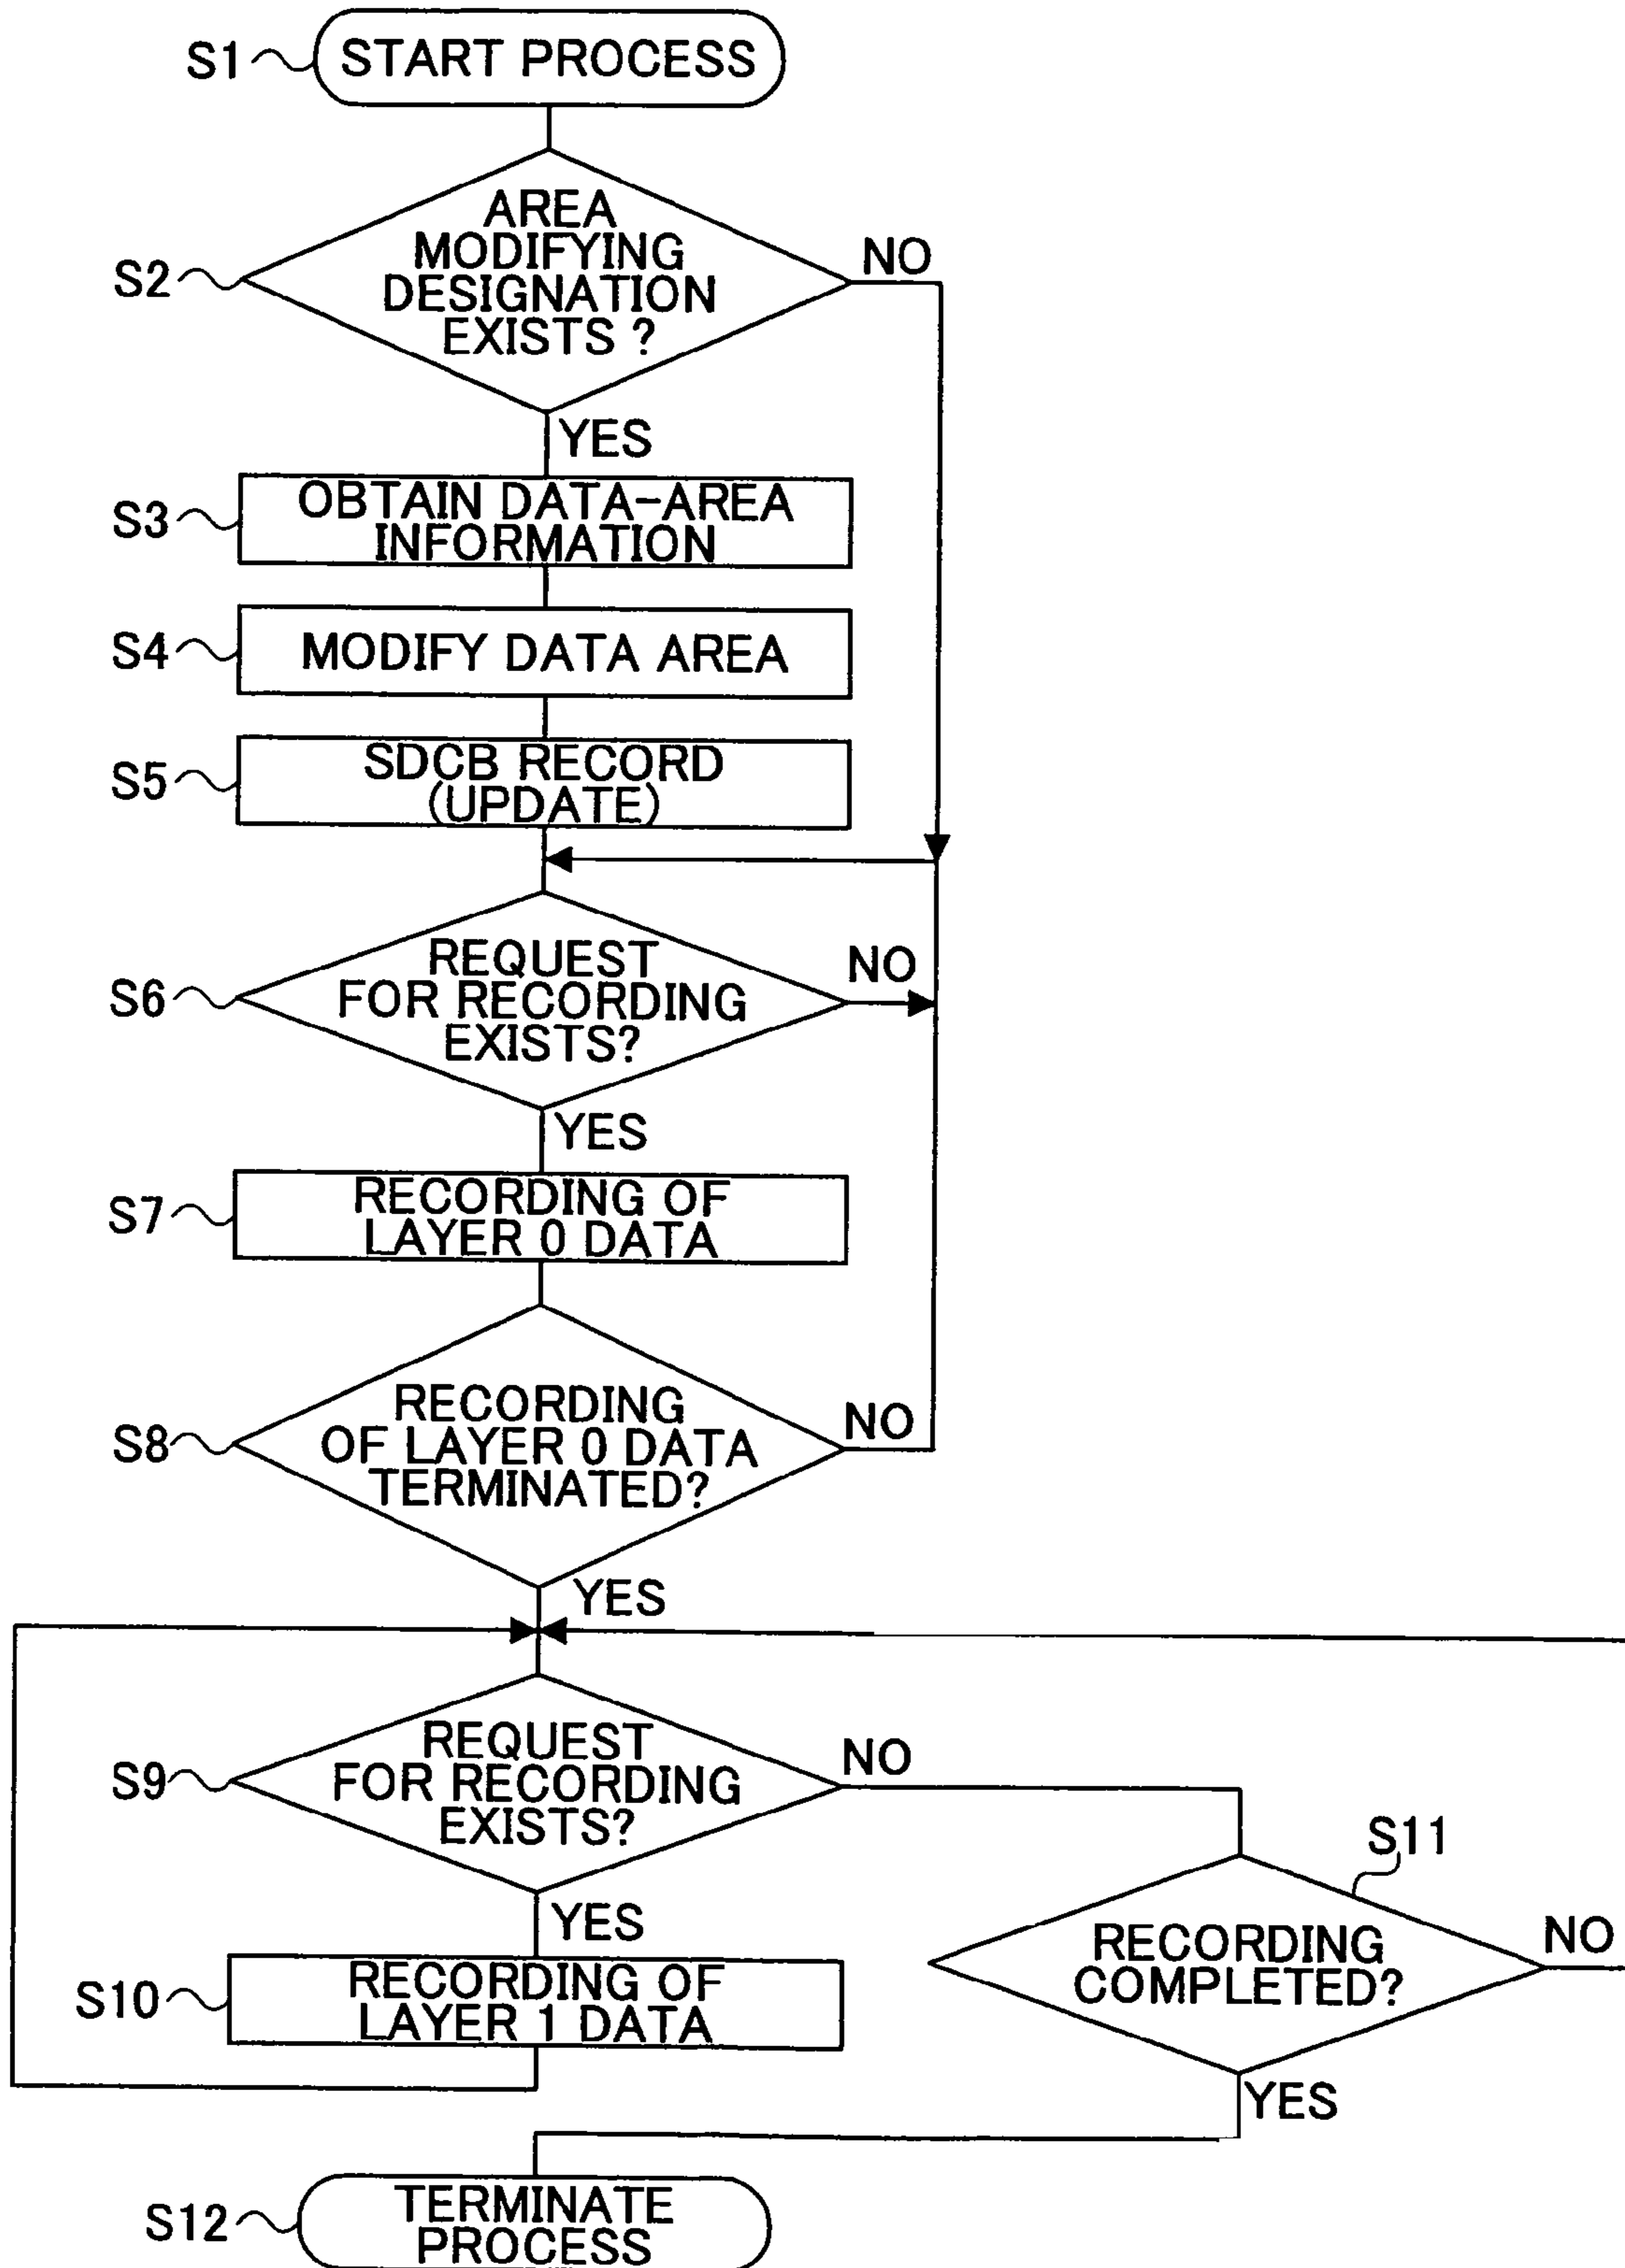 S1
START PROCESS
S2
AREA
MODIFYING
DESIGNATION
EXISTS ?
NO
YES
S3
OBTAIN DATA-AREA
INFORMATION
S4
MODIFY DATA AREA
S5
SDCB RECORD
(UPDATE)
S6
REQUEST
FOR RECORDING
EXISTS?
NO
YES
S7
RECORDING OF
LAYER 0 DATA
S8
RECORDING
OF LAYER 0 DATA
TERMINATED?
NO
YES
S9
REQUEST
FOR RECORDING
EXISTS?
NO
YES
S10
RECORDING OF
LAYER 1 DATA
S11
RECORDING
COMPLETED?
NO
YES
S12
TERMINATE
PROCESS